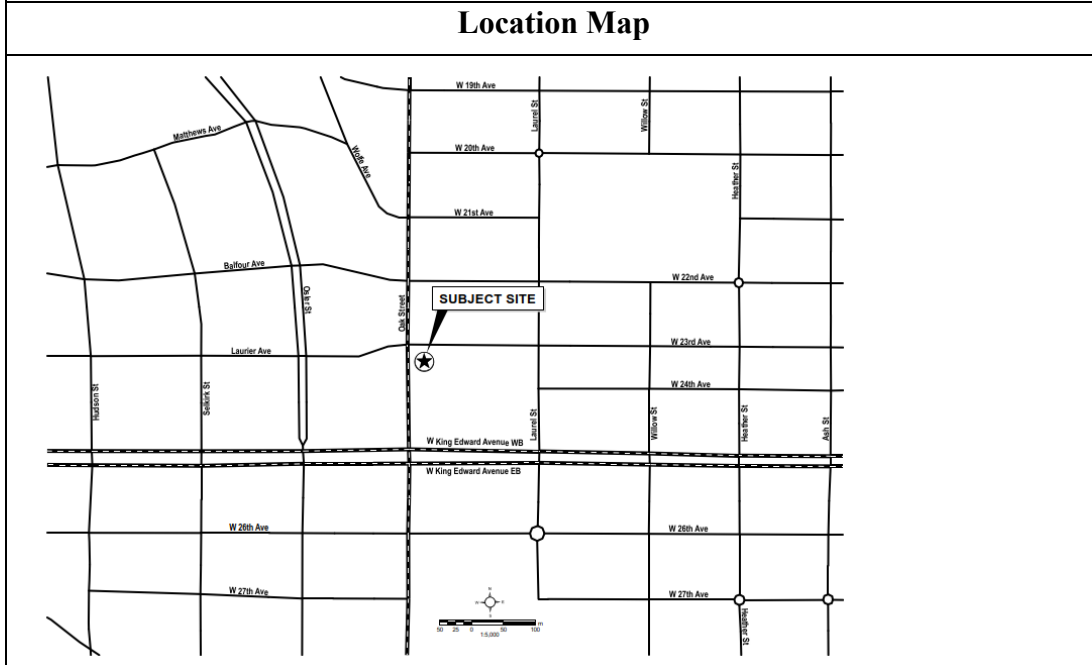 Location Map
W 19th Ave
Laurel St
Willow St
Matthews Ave
Wolfe Ave
W 20th Ave
Heather St
W 21st Ave
Balfour Ave
W 22nd Ave
Osler St
SUBJECT SITE
Oak Street
Laurier Ave
W 23rd Ave
W 24th Ave
Hudson St
Selkirk St
Laurel St
Willow St
Heather St
Ash St
W King Edward Avenue WB
W King Edward Avenue EB
W 26th Ave
W 26th Ave
W 27th Ave
W 27th Ave
Heather St
50 25 0 50 100 m
1:5,000